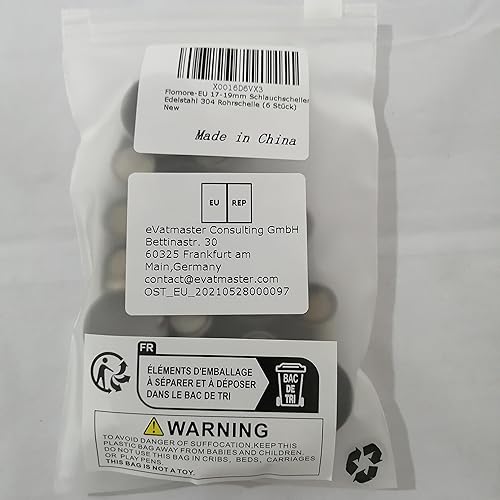 X0016D6VX3
Flomore-EU 17-19mm Schlauchschellen
Edelstahl 304 Rohrschelle (6 Stück)
New
Made in China
EU REP
eVatmaster Consulting GmbH
Bettinastr. 30
60325 Frankfurt am
Main,Germany
contact@evatmaster.com
OST_EU_20210528000097
FR
ÉLÉMENTS D'EMBALLAGE
À SÉPARER ET À DÉPOSER
DANS LE BAC DE TRI
BAC
DE
TRI
WARNING
TO AVOID DANGER OF SUFFOCATION,KEEP THIS
PLASTIC BAG AWAY FROM BABIES AND CHILDREN.
DO NOT USE THIS BAG IN CRIBS, BEDS, CARRIAGES
OR PLAY PENS.
THIS BAG IS NOT A TOY.